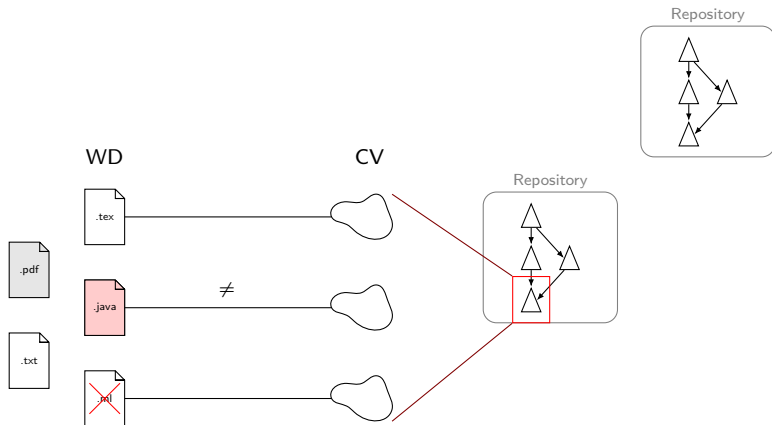 Repository
WD
CV
Repository
.tex
.pdf
.java
≠
.txt
.ml